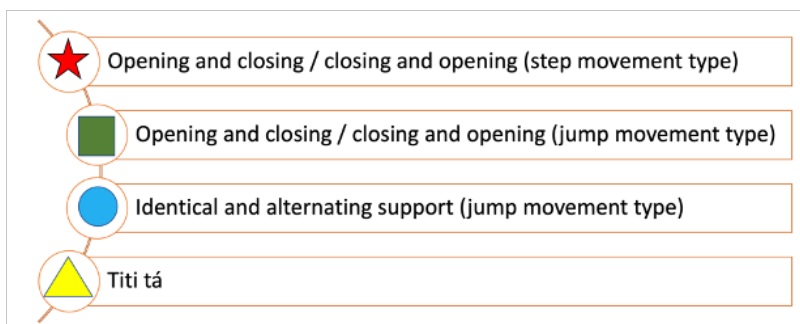 Opening and closing / closing and opening (step movement type)
Opening and closing / closing and opening (jump movement type)
Identical and alternating support (jump movement type)
Titi tá